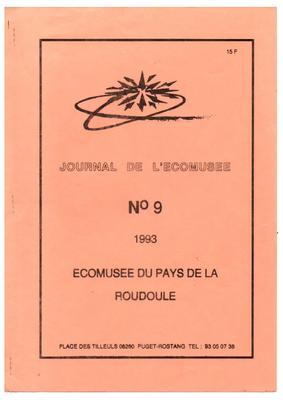 15 F
JOURNAL DE L'ECOMUSEE
No 9
1993
ECOMUSEE DU PAYS DE LA
ROUDOULE
PLACE DES TILLEULS 06260 PUGET-ROSTANG TEL : 93 05 07 38